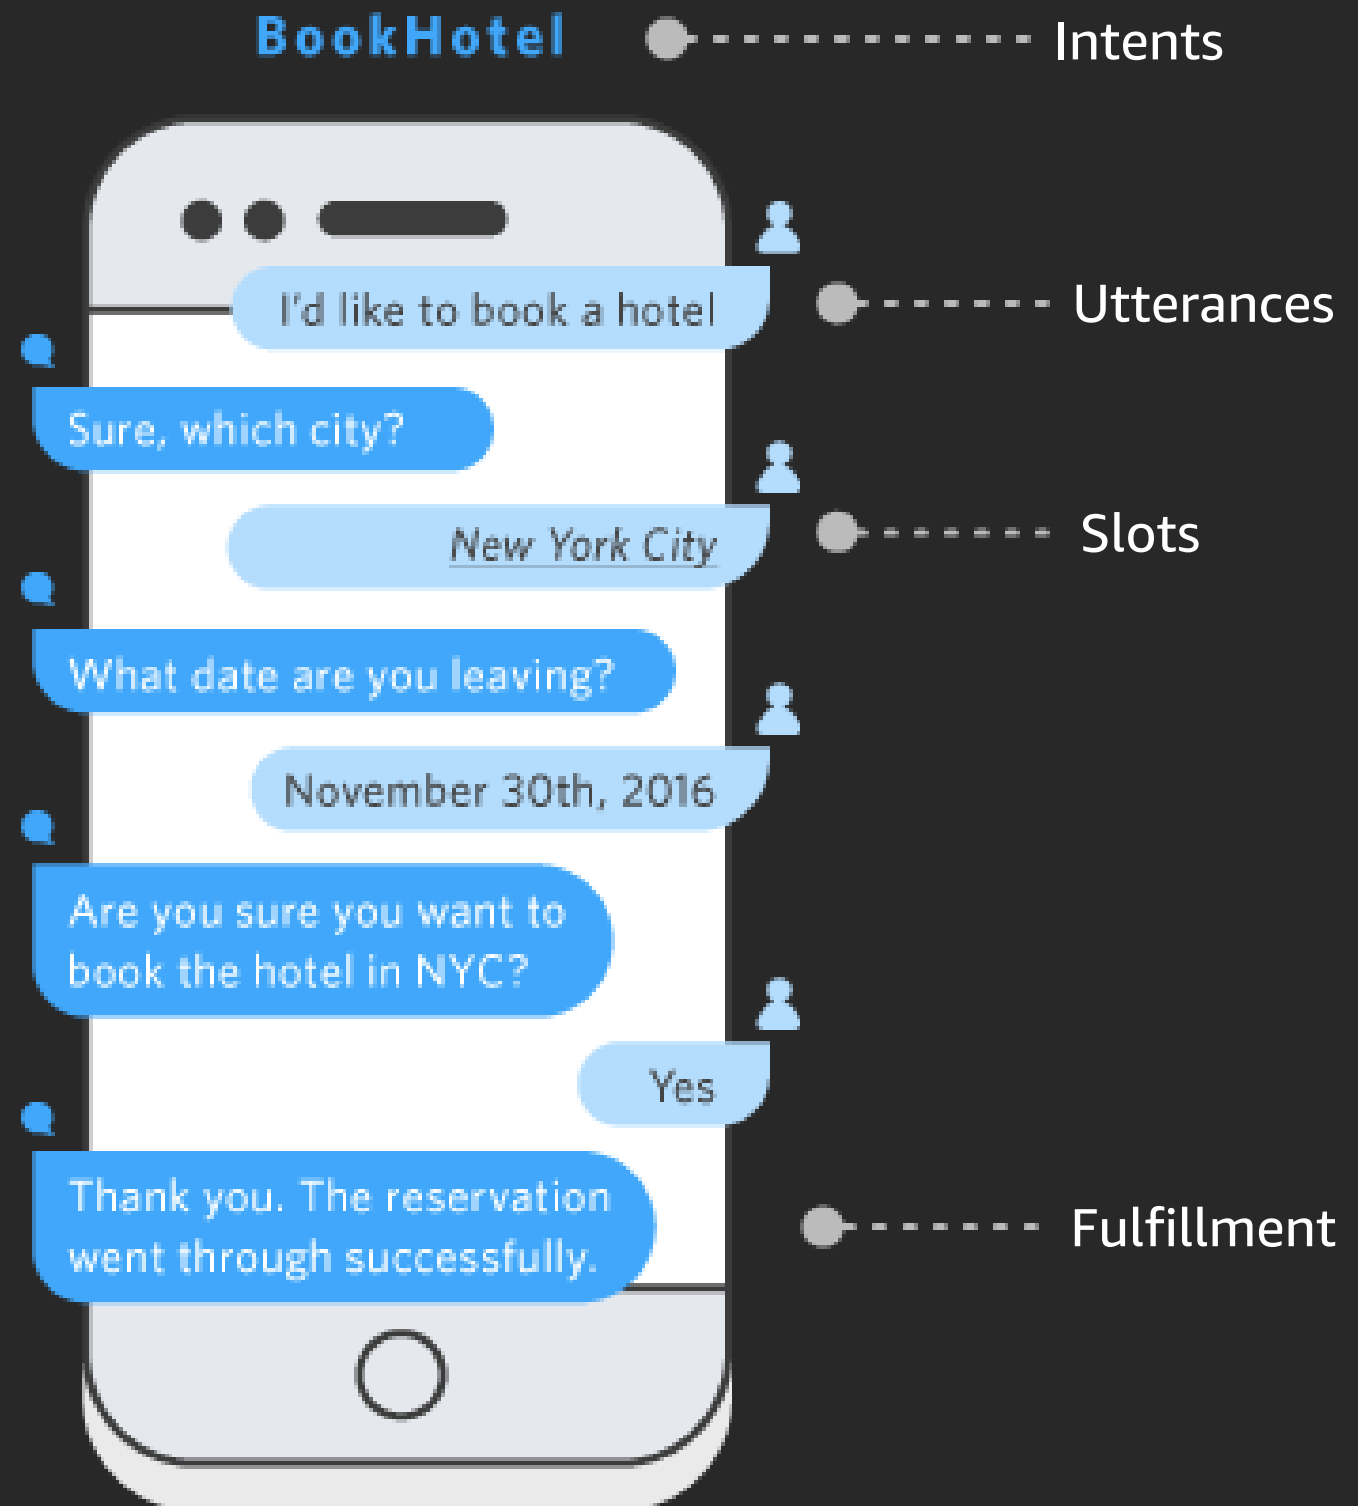 BookHotel
Intents
I'd like to book a hotel
Utterances
Sure, which city?
New York City
Slots
What date are you leaving?
November 30th, 2016
Are you sure you want to
book the hotel in NYC?
Yes
Thank you. The reservation
went through successfully.
Fulfillment